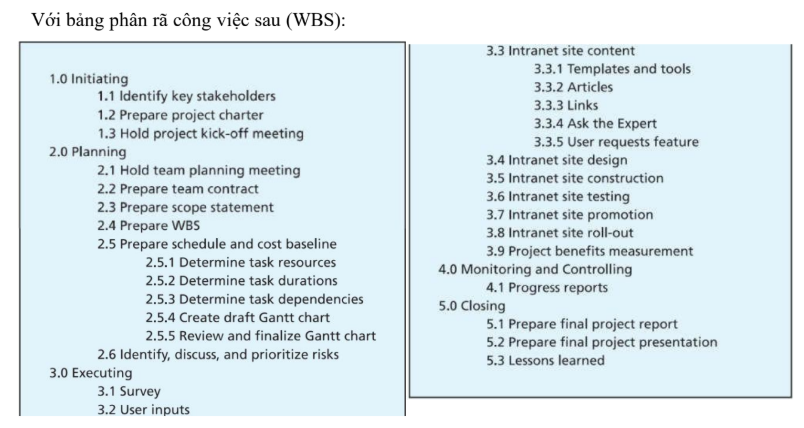 Với bảng phân rã công việc sau (WBS):
1.0 Initiating
1.1 Identify key stakeholders
1.2 Prepare project charter
1.3 Hold project kick-off meeting
2.0 Planning
2.1 Hold team planning meeting
2.2 Prepare team contract
2.3 Prepare scope statement
2.4 Prepare WBS
2.5 Prepare schedule and cost baseline
2.5.1 Determine task resources
2.5.2 Determine task durations
2.5.3 Determine task dependencies
2.5.4 Create draft Gantt chart
2.5.5 Review and finalize Gantt chart
2.6 Identify, discuss, and prioritize risks
3.0 Executing
3.1 Survey
3.2 User inputs
3.3 Intranet site content
3.3.1 Templates and tools
3.3.2 Articles
3.3.3 Links
3.3.4 Ask the Expert
3.3.5 User requests feature
3.4 Intranet site design
3.5 Intranet site construction
3.6 Intranet site testing
3.7 Intranet site promotion
3.8 Intranet site roll-out
3.9 Project benefits measurement
4.0 Monitoring and Controlling
4.1 Progress reports
5.0 Closing
5.1 Prepare final project report
5.2 Prepare final project presentation
5.3 Lessons learned